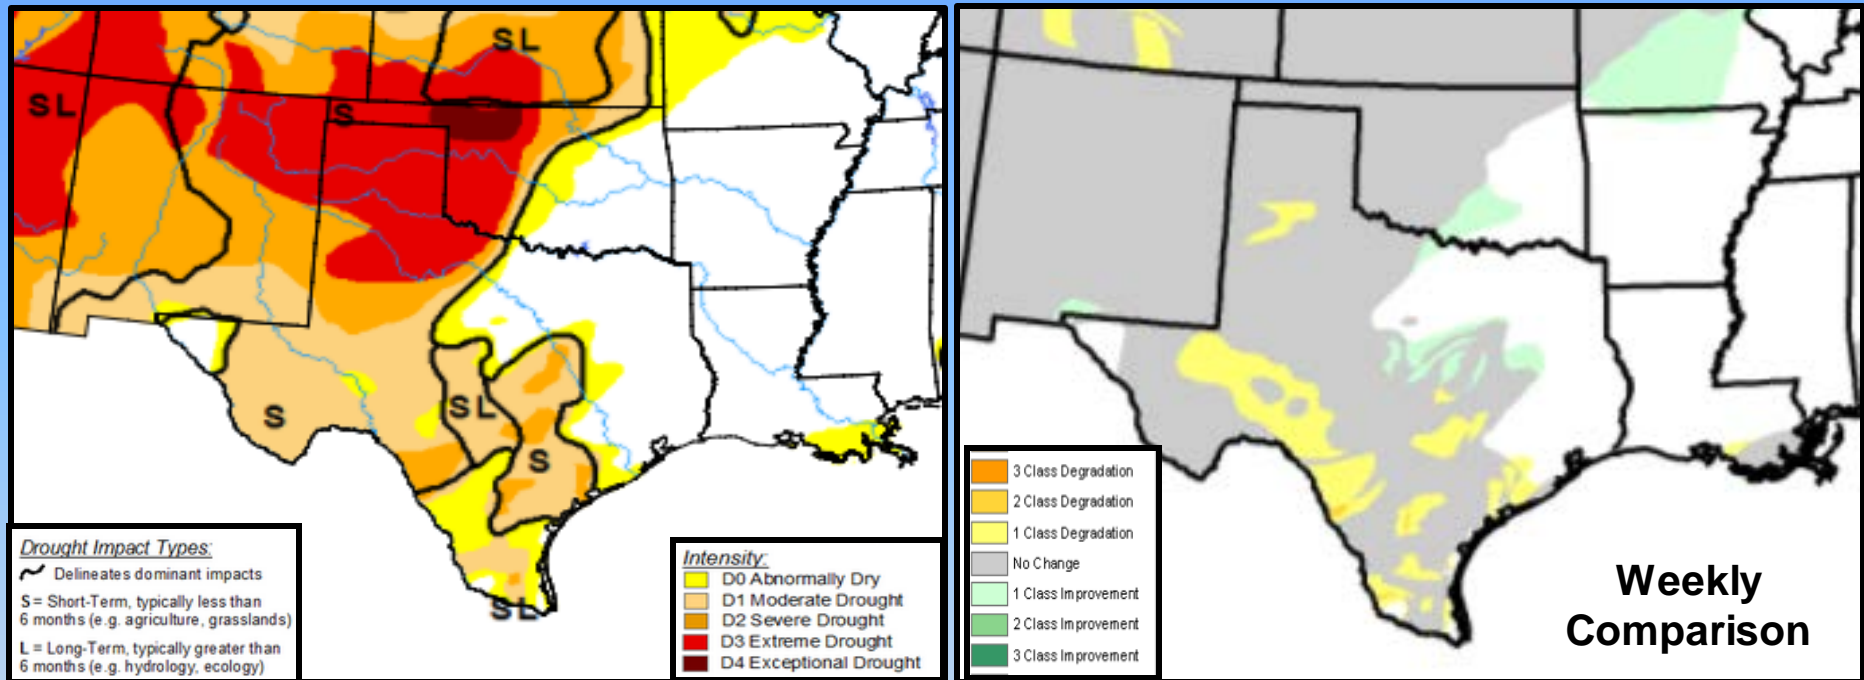 SL
SL
S
S
SL
S
SL
Drought Impact Types:
Delineates dominant impacts
S = Short-Term, typically less than
6 months (e.g. agriculture, grasslands)
L = Long-Term, typically greater than
6 months (e.g. hydrology, ecology)
Intensity:
D0 Abnormally Dry
D1 Moderate Drought
D2 Severe Drought
D3 Extreme Drought
D4 Exceptional Drought
3 Class Degradation
2 Class Degradation
1 Class Degradation
No Change
1 Class Improvement
2 Class Improvement
3 Class Improvement
Weekly
Comparison